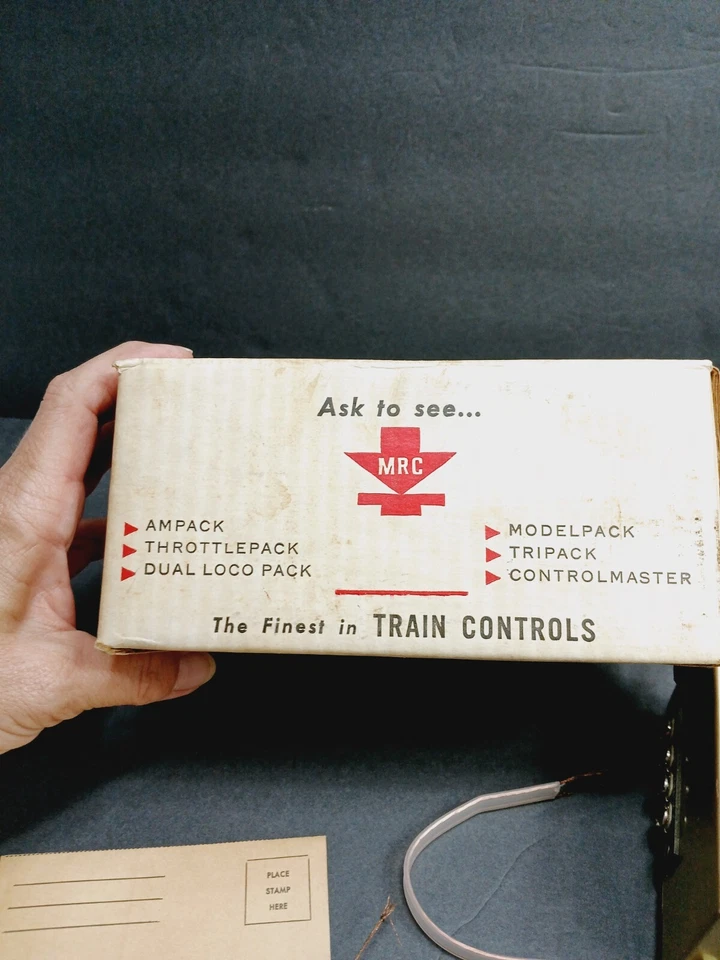 Ask to see...
MRC
AMPACK
THROTTLEPACK
DUAL LOCO PACK
MODELPACK
TRIPACK
CONTROLMASTER
The Finest in TRAIN CONTROLS
PLACE
STAMP
HERE